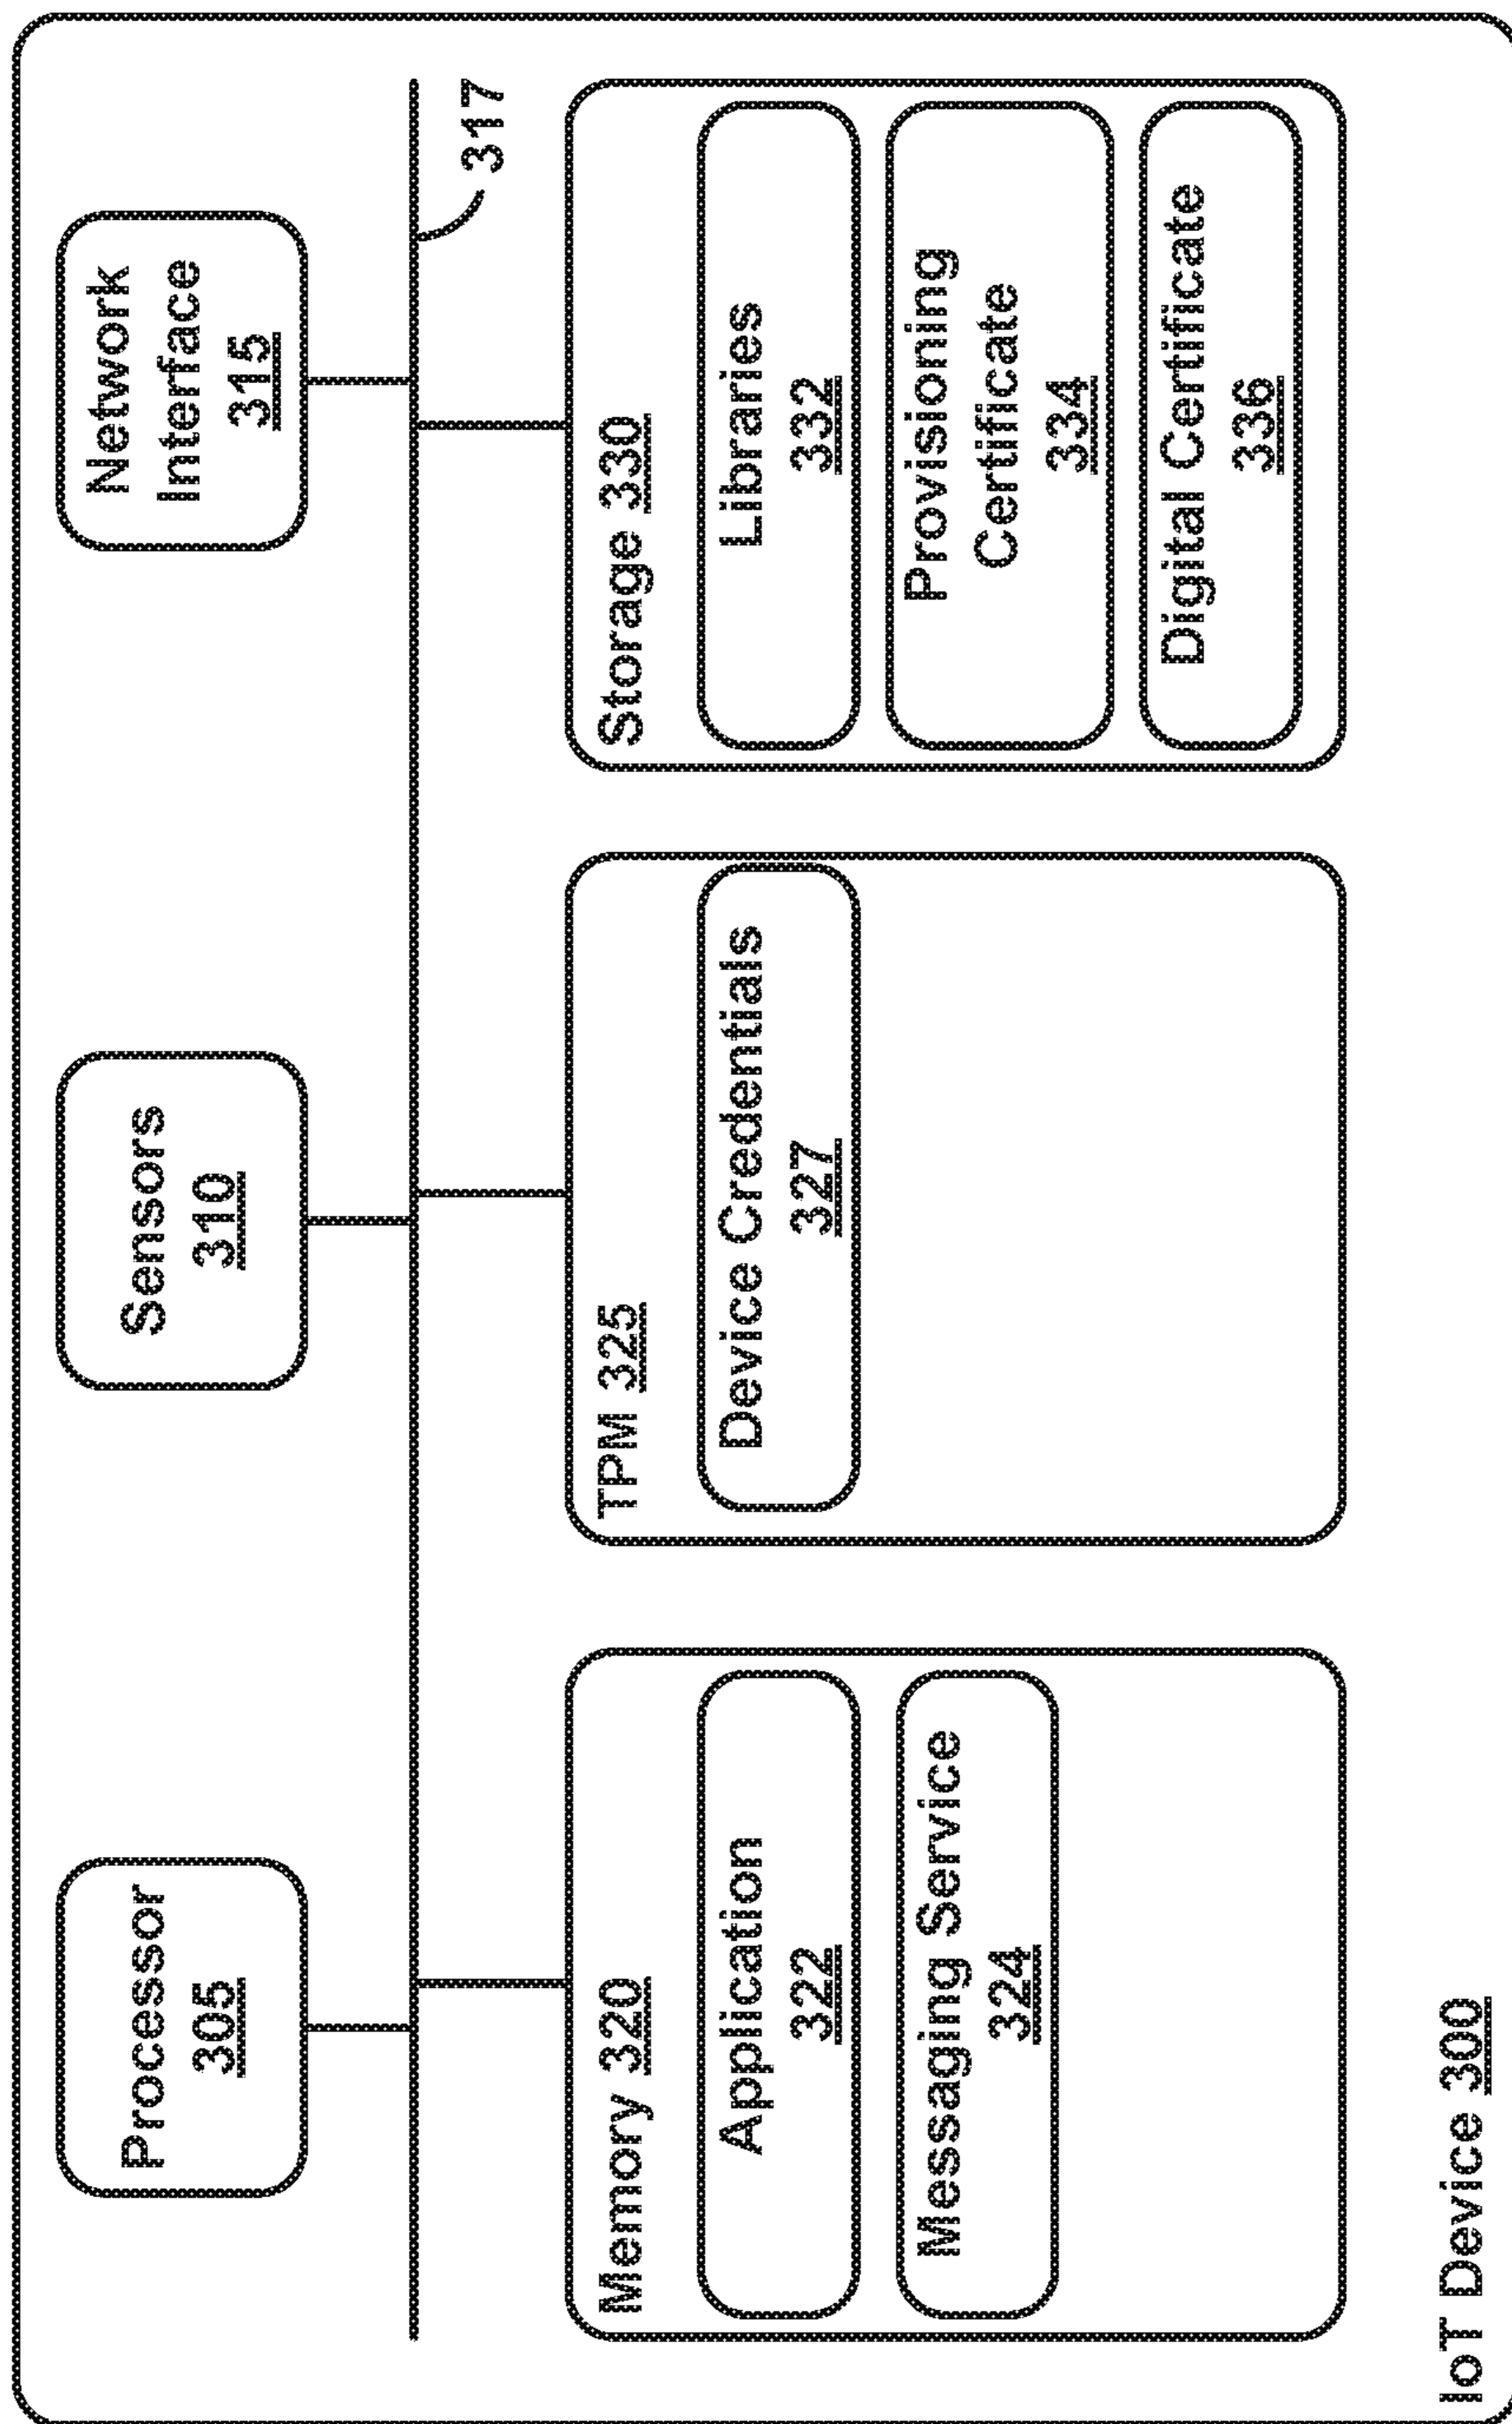 Processor
305
Sensors
310
Network
Interface
315
317
Memory 320
Application
322
Messaging Service
324
TPM 325
Device Credentials
327
Storage 330
Libraries
332
Provisioning
Certificate
334
Digital Certificate
336
IoT Device 300